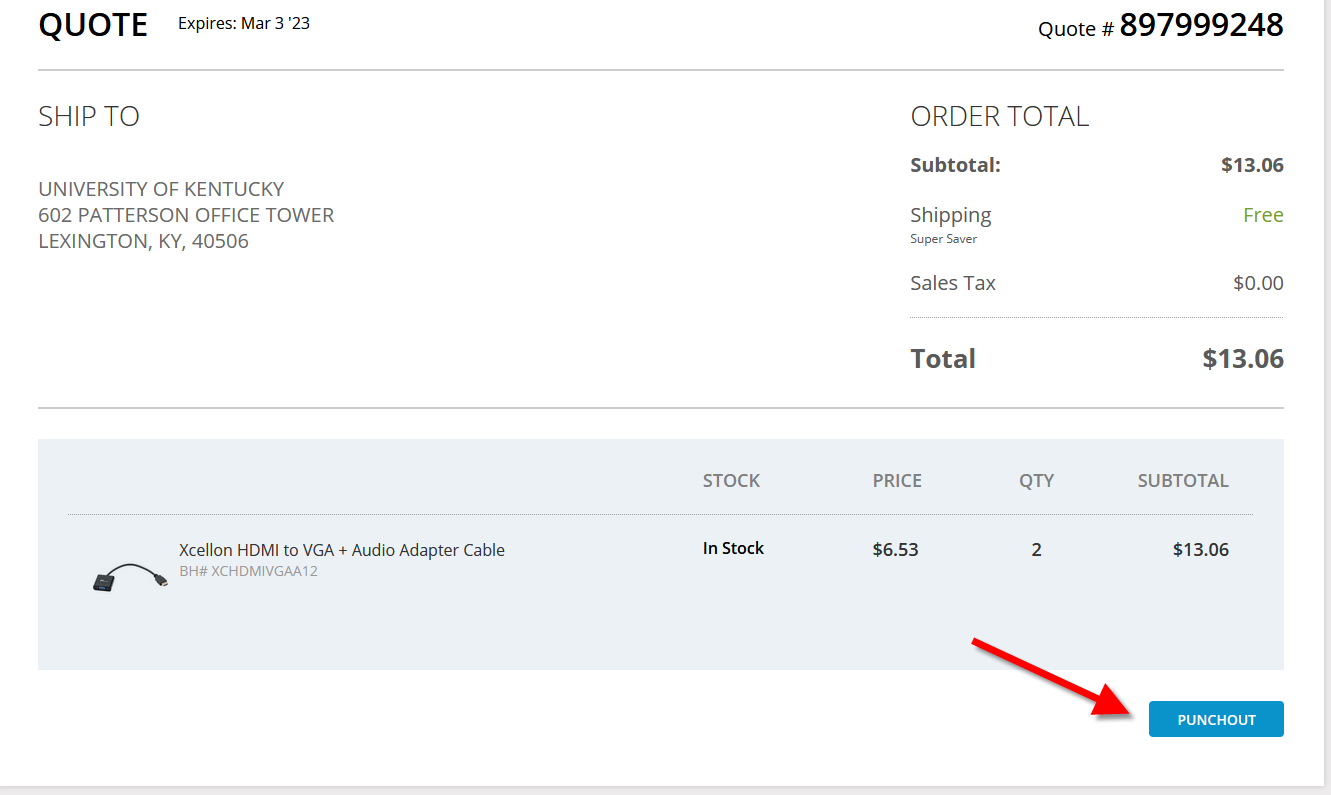 QUOTE Expires: Mar 3 '23 Quote # 897999248
SHIP TO
UNIVERSITY OF KENTUCKY
602 PATTERSON OFFICE TOWER
LEXINGTON, KY, 40506
ORDER TOTAL
Subtotal: $13.06
Shipping Free
Super Saver
Sales Tax $0.00
Total $13.06
STOCK PRICE QTY SUBTOTAL
Xcellon HDMI to VGA + Audio Adapter Cable In Stock $6.53 2 $13.06
BH# XCHDMIVGAA12
PUNCHOUT